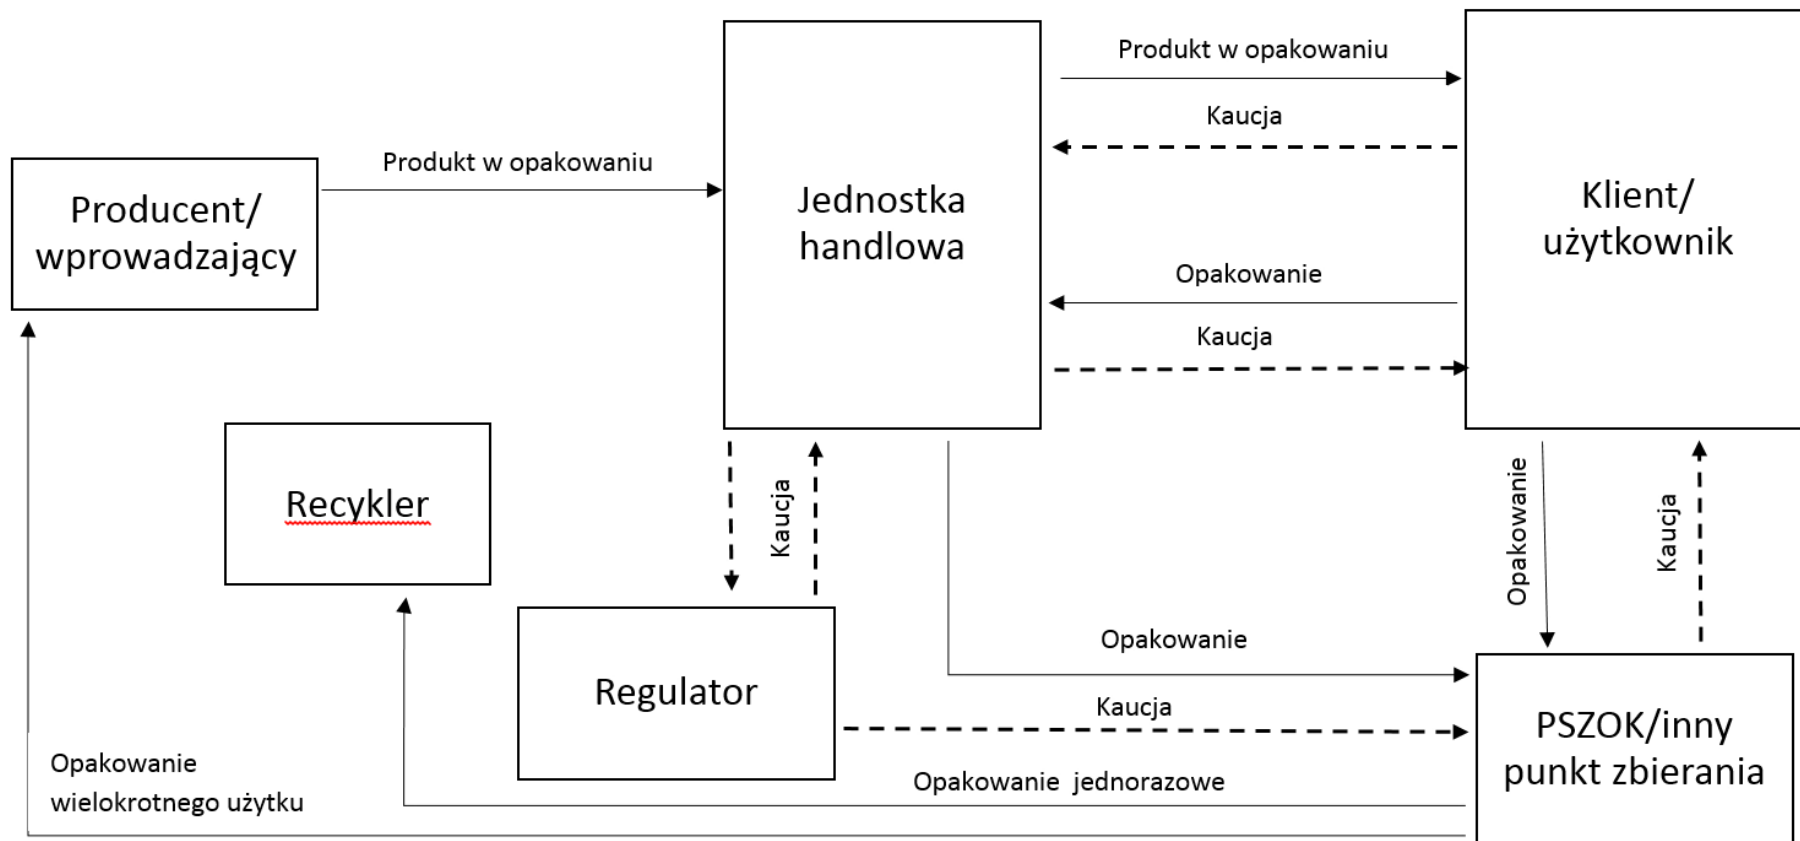 Produkt w opakowaniu
Kaucja
Produkt w opakowaniu
Producent/
wprowadzający
Jednostka
handlowa
Klient/
użytkownik
Opakowanie
Kaucja
Recykler
Kaucja
Opakowanie
Kaucja
Opakowanie
Regulator
Kaucja
PSZOK/inny
punkt zbierania
Opakowanie
wielokrotnego użytku
Opakowanie jednorazowe